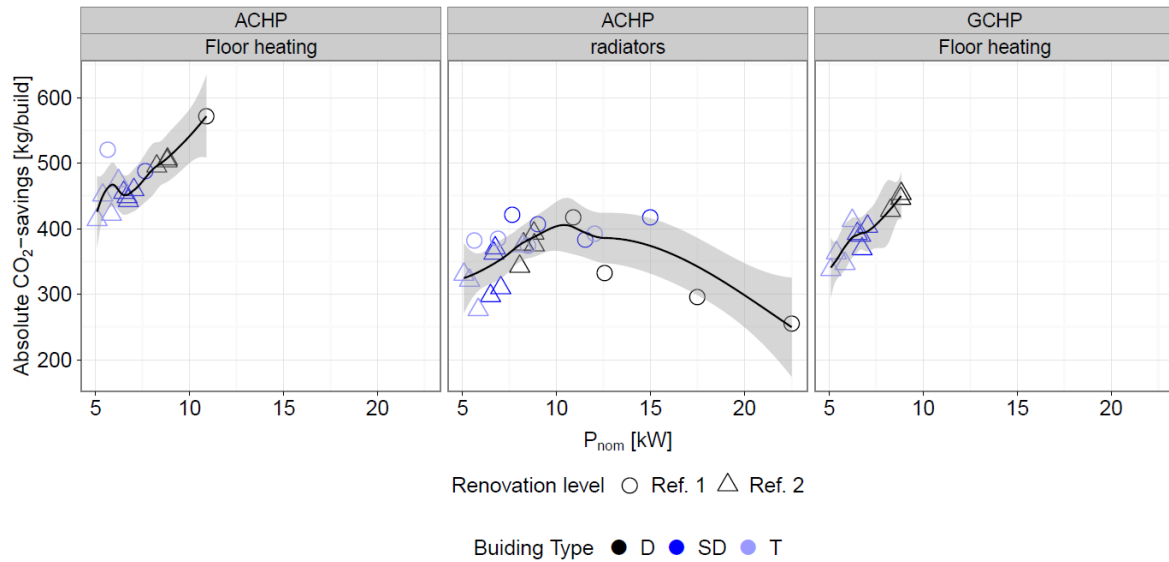 ACHP ACHP GCHP
Floor heating radiators Floor heating
Absolute CO₂−savings [kg/build]
600
500
400
300
200
5 10 15 20 5 10 15 20 5 10 15 20
Pnom [kW]
Renovation level Ref. 1 Ref. 2
Buiding Type D SD T